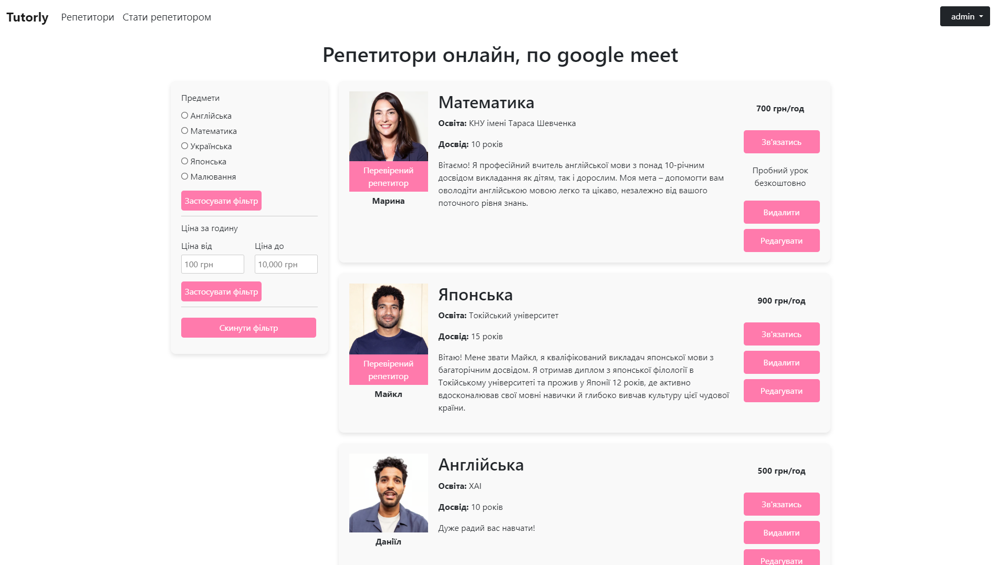 Tutorly
Репетитори
Стати репетитором
admin
Репетитори онлайн, по google meet
Предмети
Англійська
Математика
Українська
Японська
Малювання
Застосувати фільтр
Ціна за годину
Ціна від
Ціна до
100 грн
10,000 грн
Застосувати фільтр
Скинути фільтр
Перевірений
репетитор
Марина
Математика
Освіта: КНУ імені Тараса Шевченка
Досвід: 10 років
Вітаємо! Я професійний вчитель англійської мови з понад 10-річним
досвідом викладання як дітям, так і дорослим. Моя мета – допомогти вам
оволодіти англійською мовою легко та цікаво, незалежно від вашого
поточного рівня знань.
700 грн/год
Зв'язатись
Пробний урок
безкоштовно
Видалити
Редагувати
Перевірений
репетитор
Майкл
Японська
Освіта: Токійський університет
Досвід: 15 років
Вітаю! Мене звати Майкл, я кваліфікований викладач японської мови з
багаторічним досвідом. Я отримав диплом з японської філології в
Токійському університеті та прожив у Японії 12 років, де активно
вдосконалював свої мовні навички й глибоко вивчав культуру цієї чудової
країни.
900 грн/год
Зв'язатись
Видалити
Редагувати
Данііл
Англійська
Освіта: ХАІ
Досвід: 10 років
Дуже радий вас навчати!
500 грн/год
Зв'язатись
Видалити
Редагувати